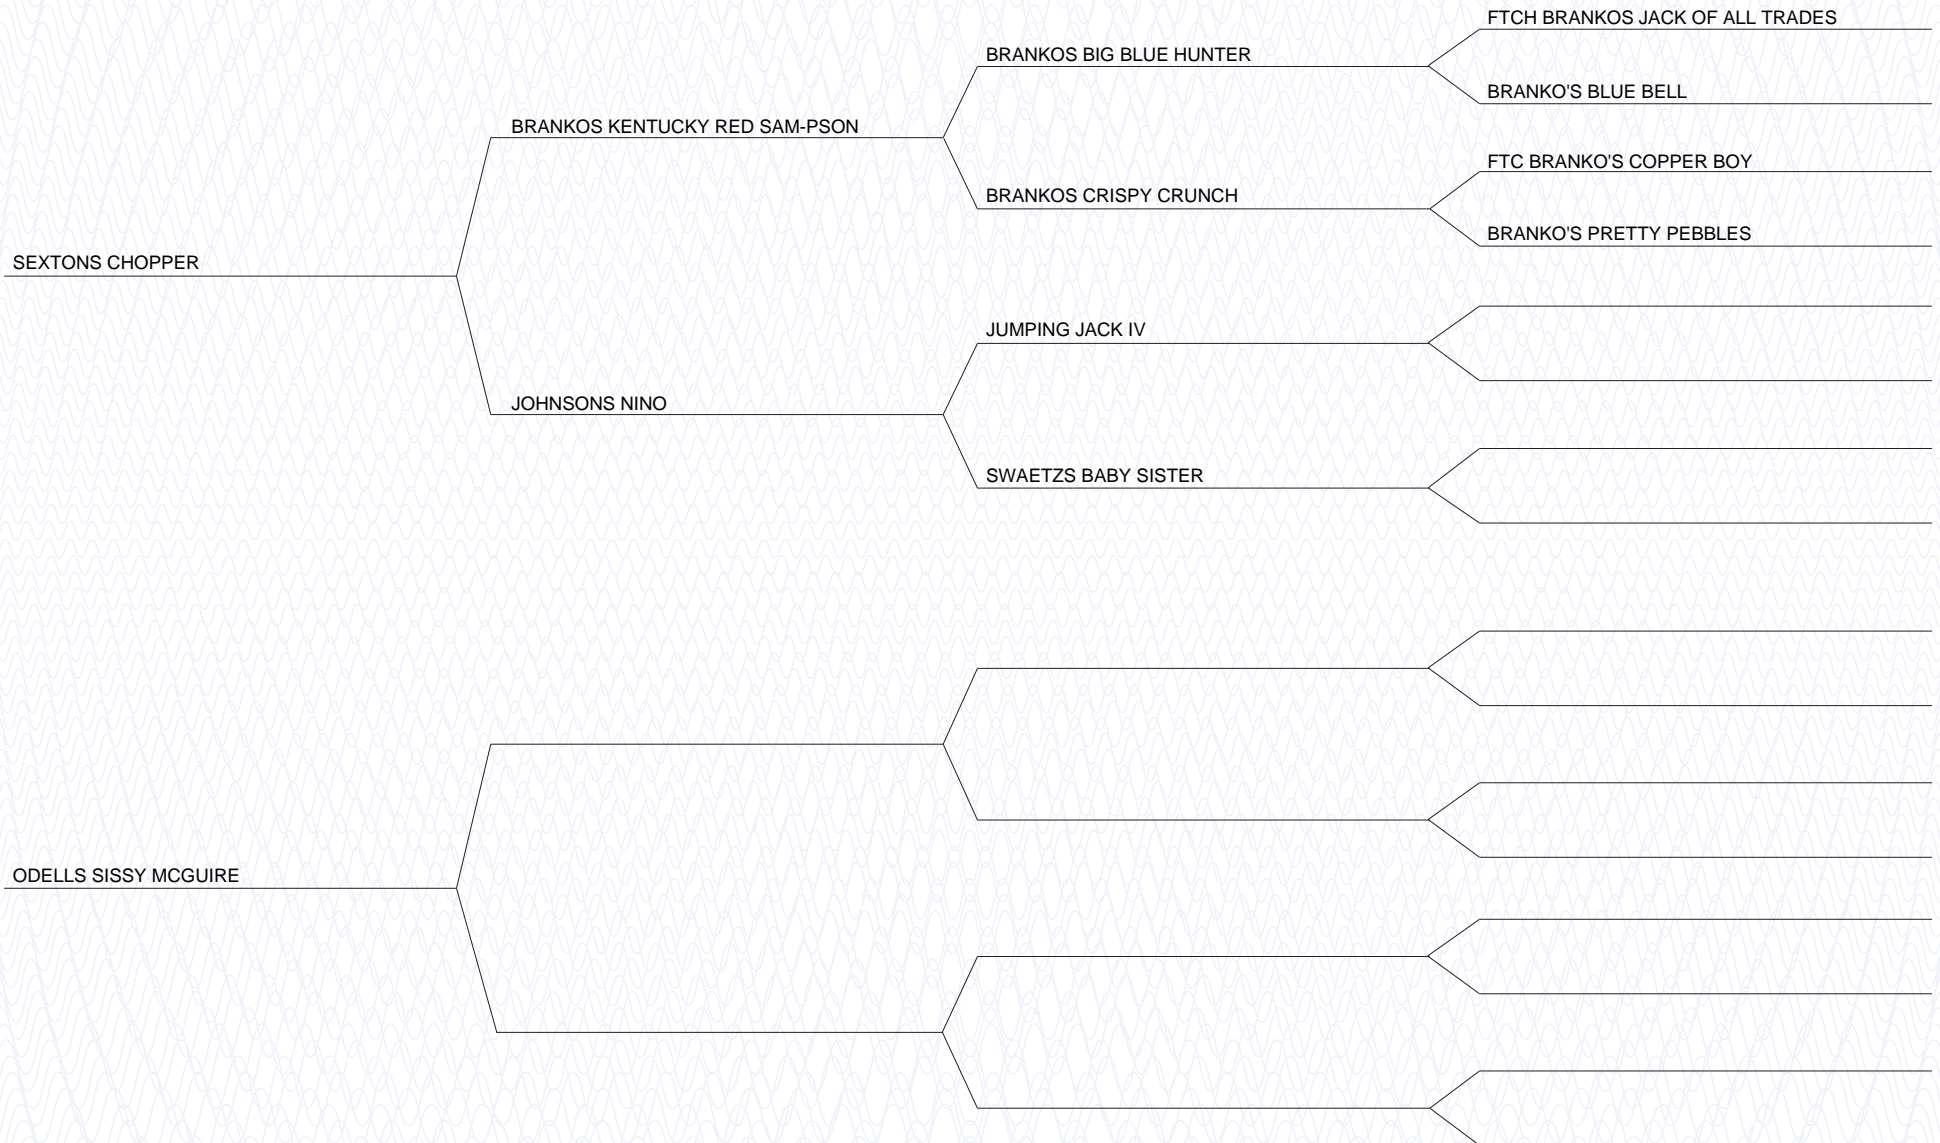 FTCH BRANKOS JACK OF ALL TRADES
BRANKOS BIG BLUE HUNTER
BRANKO'S BLUE BELL
BRANKOS KENTUCKY RED SAM-PSON
FTC BRANKO'S COPPER BOY
BRANKOS CRISPY CRUNCH
BRANKO'S PRETTY PEBBLES
SEXTONS CHOPPER
JUMPING JACK IV
JOHNSONS NINO
SWAETZS BABY SISTER
ODELLS SISSY MCGUIRE